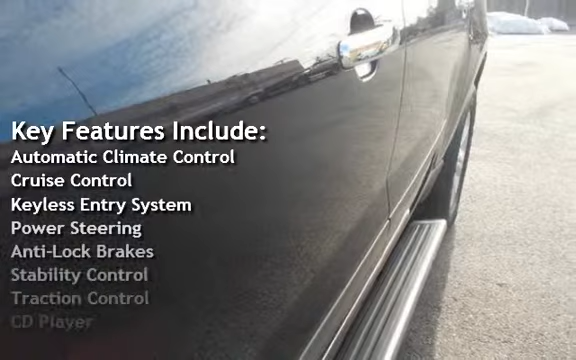 Key Features Include:
Automatic Climate Control
Cruise Control
Keyless Entry System
Power Steering
Anti-Lock Brakes
Stability Control
Traction Control
CD Player